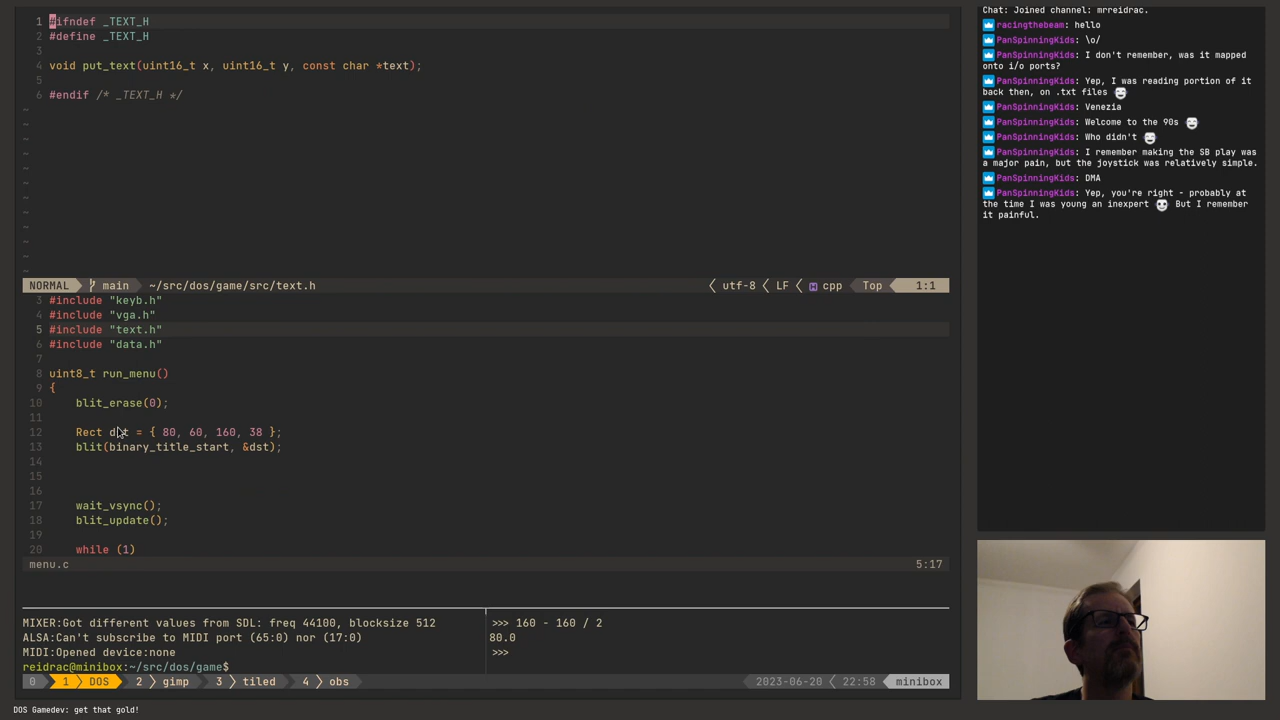 1 #ifndef _TEXT_H
2 #define _TEXT_H
3
4 void put_text(uint16_t x, uint16_t y, const char *text);
5
6 #endif /* _TEXT_H */
~
~
~
~
~
~
~
~
~
~
~
~
NORMAL main ~/src/dos/game/src/text.h utf-8 LF cpp Top 1:1
3 #include "keyb.h"
4 #include "vga.h"
5 #include "text.h"
6 #include "data.h"
7
8 uint8_t run_menu()
9 {
10 blit_erase(0);
11
12 Rect dst = { 80, 60, 160, 38 };
13 blit(binary_title_start, &dst);
14
15
16
17 wait_vsync();
18 blit_update();
19
20 while (1)
menu.c 5:17
MIXER:Got different values from SDL: freq 44100, blocksize 512
ALSA:Can't subscribe to MIDI port (65:0) nor (17:0)
MIDI:Opened device:none
reidrac@minibox:~/src/dos/game$
>>> 160 - 160 / 2
80.0
>>>
0 1 DOS 2 gimp 3 tiled 4 obs 2023-06-20 22:58 minibox
DOS Gamedev: get that gold!
Chat: Joined channel: mrreidrac.
racingthebeam: hello
PanSpinningKids: \o/
PanSpinningKids: I don't remember, was it mapped
onto i/o ports?
PanSpinningKids: Yep, I was reading portion of it
back then, on .txt files
PanSpinningKids: Venezia
PanSpinningKids: Welcome to the 90s
PanSpinningKids: Who didn't
PanSpinningKids: I remember making the SB play was
a major pain, but the joystick was relatively simple.
PanSpinningKids: DMA
PanSpinningKids: Yep, you're right - probably at
the time I was young an inexpert But I remember
it painful.